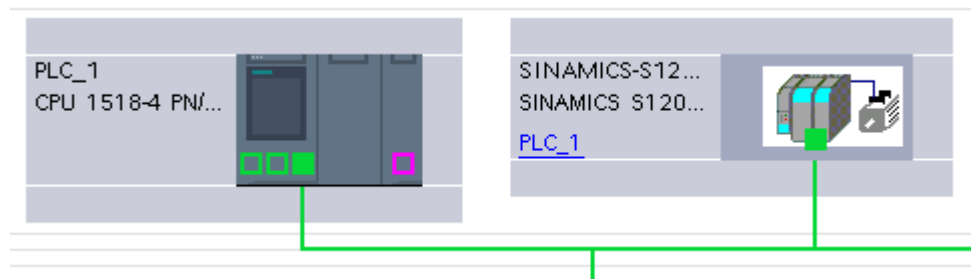 PLC_1
CPU 1518-4 PN/...
SINAMICS-S12...
SINAMICS S120...
PLC_1